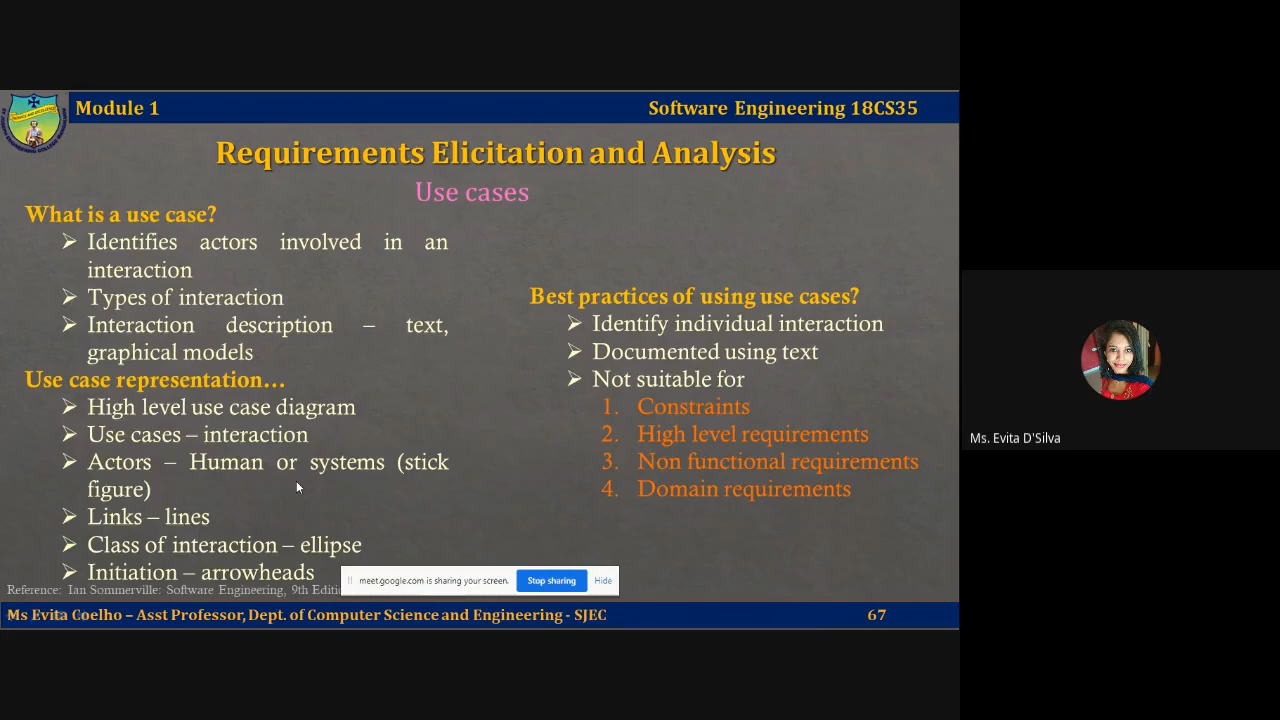 Module 1
Software Engineering 18CS35
Requirements Elicitation and Analysis
Use cases
What is a use case?
Identifies actors involved in an
interaction
Types of interaction
Interaction description – text,
graphical models
Use case representation…
High level use case diagram
Use cases – interaction
Actors – Human or systems (stick
figure)
Links – lines
Class of interaction – ellipse
Initiation – arrowheads
Best practices of using use cases?
Identify individual interaction
Documented using text
Not suitable for
1. Constraints
2. High level requirements
3. Non functional requirements
4. Domain requirements
Reference: Ian Sommerville: Software Engineering, 9th
meet.google.com is sharing your screen.
Stop sharing
Hide
Ms Evita Coelho – Asst Professor, Dept. of Computer Science and Engineering - SJEC
67
Ms. Evita D'Silva